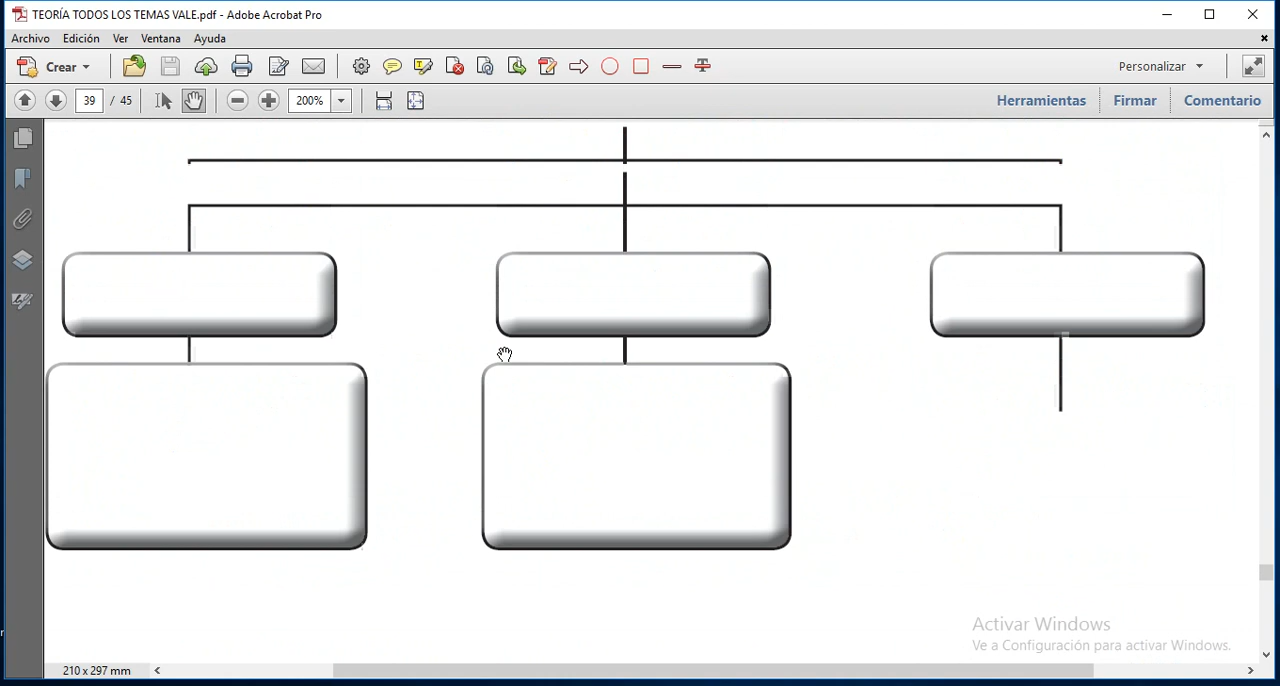 TEORÍA TODOS LOS TEMAS VALE.pdf - Adobe Acrobat Pro
Archivo Edición Ver Ventana Ayuda
Crear Personalizar
39 / 45 200% Herramientas Firmar Comentario
Activar Windows
Ve a Configuración para activar Windows.
210 x 297 mm